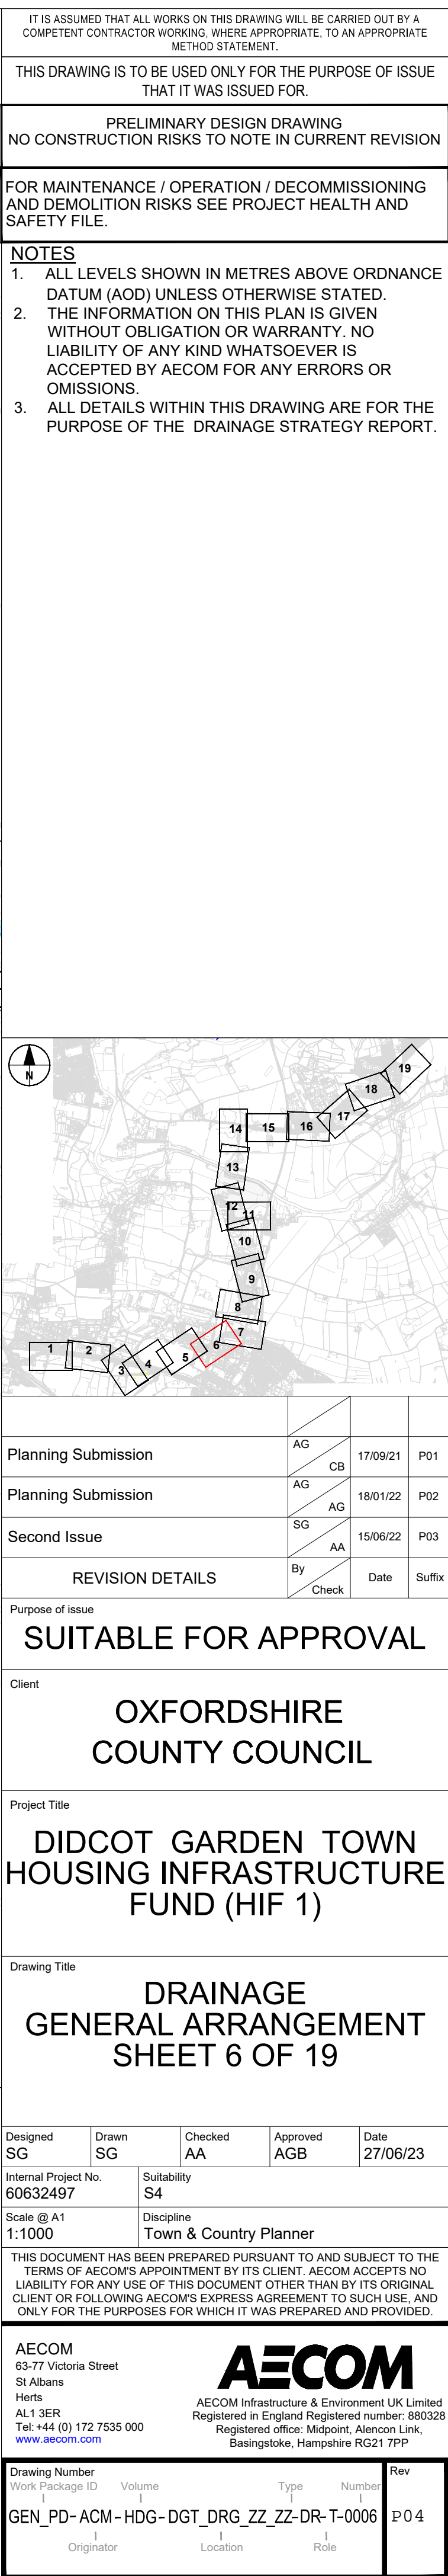 IT IS ASSUMED THAT ALL WORKS ON THIS DRAWING WILL BE CARRIED OUT BY A
COMPETENT CONTRACTOR WORKING, WHERE APPROPRIATE, TO AN APPROPRIATE
METHOD STATEMENT.
THIS DRAWING IS TO BE USED ONLY FOR THE PURPOSE OF ISSUE
THAT IT WAS ISSUED FOR.
PRELIMINARY DESIGN DRAWING
NO CONSTRUCTION RISKS TO NOTE IN CURRENT REVISION
FOR MAINTENANCE / OPERATION / DECOMMISSIONING
AND DEMOLITION RISKS SEE PROJECT HEALTH AND
SAFETY FILE.
NOTES
1. ALL LEVELS SHOWN IN METRES ABOVE ORDNANCE
DATUM (AOD) UNLESS OTHERWISE STATED.
2. THE INFORMATION ON THIS PLAN IS GIVEN
WITHOUT OBLIGATION OR WARRANTY. NO
LIABILITY OF ANY KIND WHATSOEVER IS
ACCEPTED BY AECOM FOR ANY ERRORS OR
OMISSIONS.
3. ALL DETAILS WITHIN THIS DRAWING ARE FOR THE
PURPOSE OF THE DRAINAGE STRATEGY REPORT.
N
19
18
17
16
15
14
13
12
11
10
9
8
7
6
5
4
3
2
1
Planning Submission AG CB 17/09/21 P01
Planning Submission AG AG 18/01/22 P02
Second Issue SG AA 15/06/22 P03
REVISION DETAILS By Check Date Suffix
Purpose of issue
SUITABLE FOR APPROVAL
Client
OXFORDSHIRE
COUNTY COUNCIL
Project Title
DIDCOT GARDEN TOWN
HOUSING INFRASTRUCTURE
FUND (HIF 1)
Drawing Title
DRAINAGE
GENERAL ARRANGEMENT
SHEET 6 OF 19
Designed Drawn Checked Approved Date
SG SG AA AGB 27/06/23
Internal Project No. Suitability
60632497 S4
Scale @ A1 Discipline
1:1000 Town & Country Planner
THIS DOCUMENT HAS BEEN PREPARED PURSUANT TO AND SUBJECT TO THE
TERMS OF AECOM'S APPOINTMENT BY ITS CLIENT. AECOM ACCEPTS NO
LIABILITY FOR ANY USE OF THIS DOCUMENT OTHER THAN BY ITS ORIGINAL
CLIENT OR FOLLOWING AECOM'S EXPRESS AGREEMENT TO SUCH USE, AND
ONLY FOR THE PURPOSES FOR WHICH IT WAS PREPARED AND PROVIDED.
AECOM
63-77 Victoria Street
St Albans
Herts
AL1 3ER
Tel:+44 (0) 172 7535 000
www.aecom.com
AECOM
AECOM Infrastructure & Environment UK Limited
Registered in England Registered number: 880328
Registered office: Midpoint, Alencon Link,
Basingstoke, Hampshire RG21 7PP
Drawing Number Rev
Work Package ID Volume Type Number
GEN_PD-ACM-HDG-DGT_DRG_ZZ_ZZ-DR-T-0006 P04
Originator Location Role